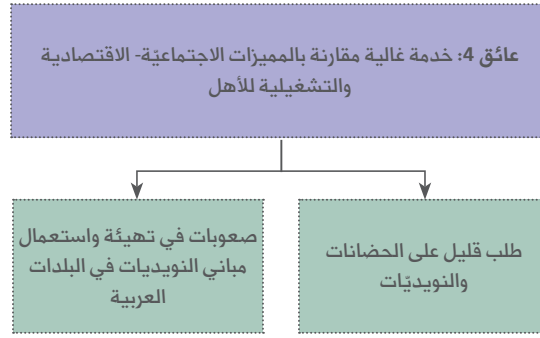 عائق 4: خدمة غالية مقارنة بالمميزات الاجتماعيّة- الاقتصادية
والتشغيلية للأهل
طلب قليل على الحضانات
والنويديّات
صعوبات في تهيئة واستعمال
مباني النويديات في البلدات
العربية